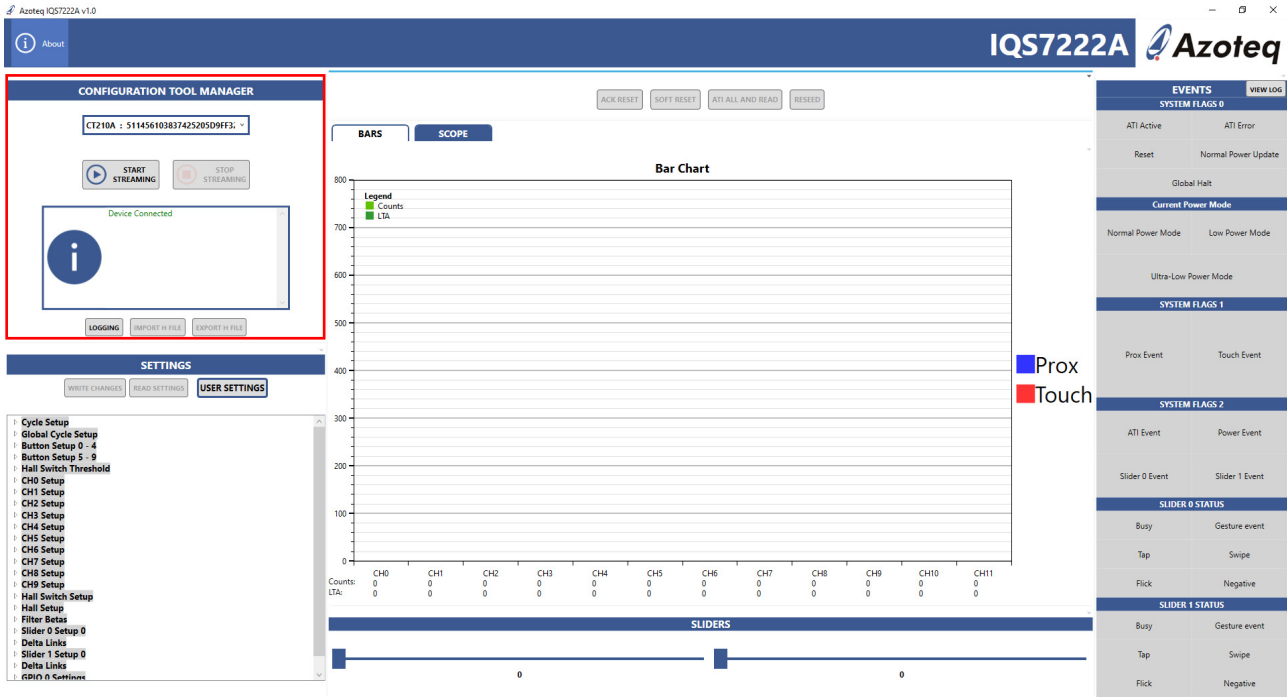 Azoteq IQS7222A v1.0
About
IQS7222A
Azoteq
CONFIGURATION TOOL MANAGER
START
STREAMING
STOP
STREAMING
Device Connected
i
LOGGING
IMPORT H FILE
EXPORT H FILE
SETTINGS
WRITE CHANGES
READ SETTINGS
USER SETTINGS
Cycle Setup
Global Cycle Setup
Button Setup 0 - 4
Button Setup 5 - 9
Hall Switch Threshold
CH0 Setup
CH1 Setup
CH2 Setup
CH3 Setup
CH4 Setup
CH5 Setup
CH6 Setup
CH7 Setup
CH8 Setup
CH9 Setup
Hall Switch Setup
Hall Setup
Filter Betas
Slider 0 Setup 0
Delta Links
Slider 1 Setup 0
Delta Links
GPIO 0 Settings
ACK RESET
SOFT RESET
ATI ALL AND READ
RESEED
BARS
SCOPE
Bar Chart
Legend
Counts
LTA
800
700
600
500
400
300
200
100
0
CH0 CH1 CH2 CH3 CH4 CH5 CH6 CH7 CH8 CH9 CH10 CH11
Counts: 0 0 0 0 0 0 0 0 0 0 0 0
LTA: 0 0 0 0 0 0 0 0 0 0 0 0
Prox
Touch
SLIDERS
0
0
EVENTS
VIEW LOG
SYSTEM FLAGS 0
ATI Active
ATI Error
Reset
Normal Power Update
Global Halt
Current Power Mode
Normal Power Mode
Low Power Mode
Ultra-Low Power Mode
SYSTEM FLAGS 1
Prox Event
Touch Event
SYSTEM FLAGS 2
ATI Event
Power Event
Slider 0 Event
Slider 1 Event
SLIDER 0 STATUS
Busy
Gesture event
Tap
Swipe
Flick
Negative
SLIDER 1 STATUS
Busy
Gesture event
Tap
Swipe
Flick
Negative